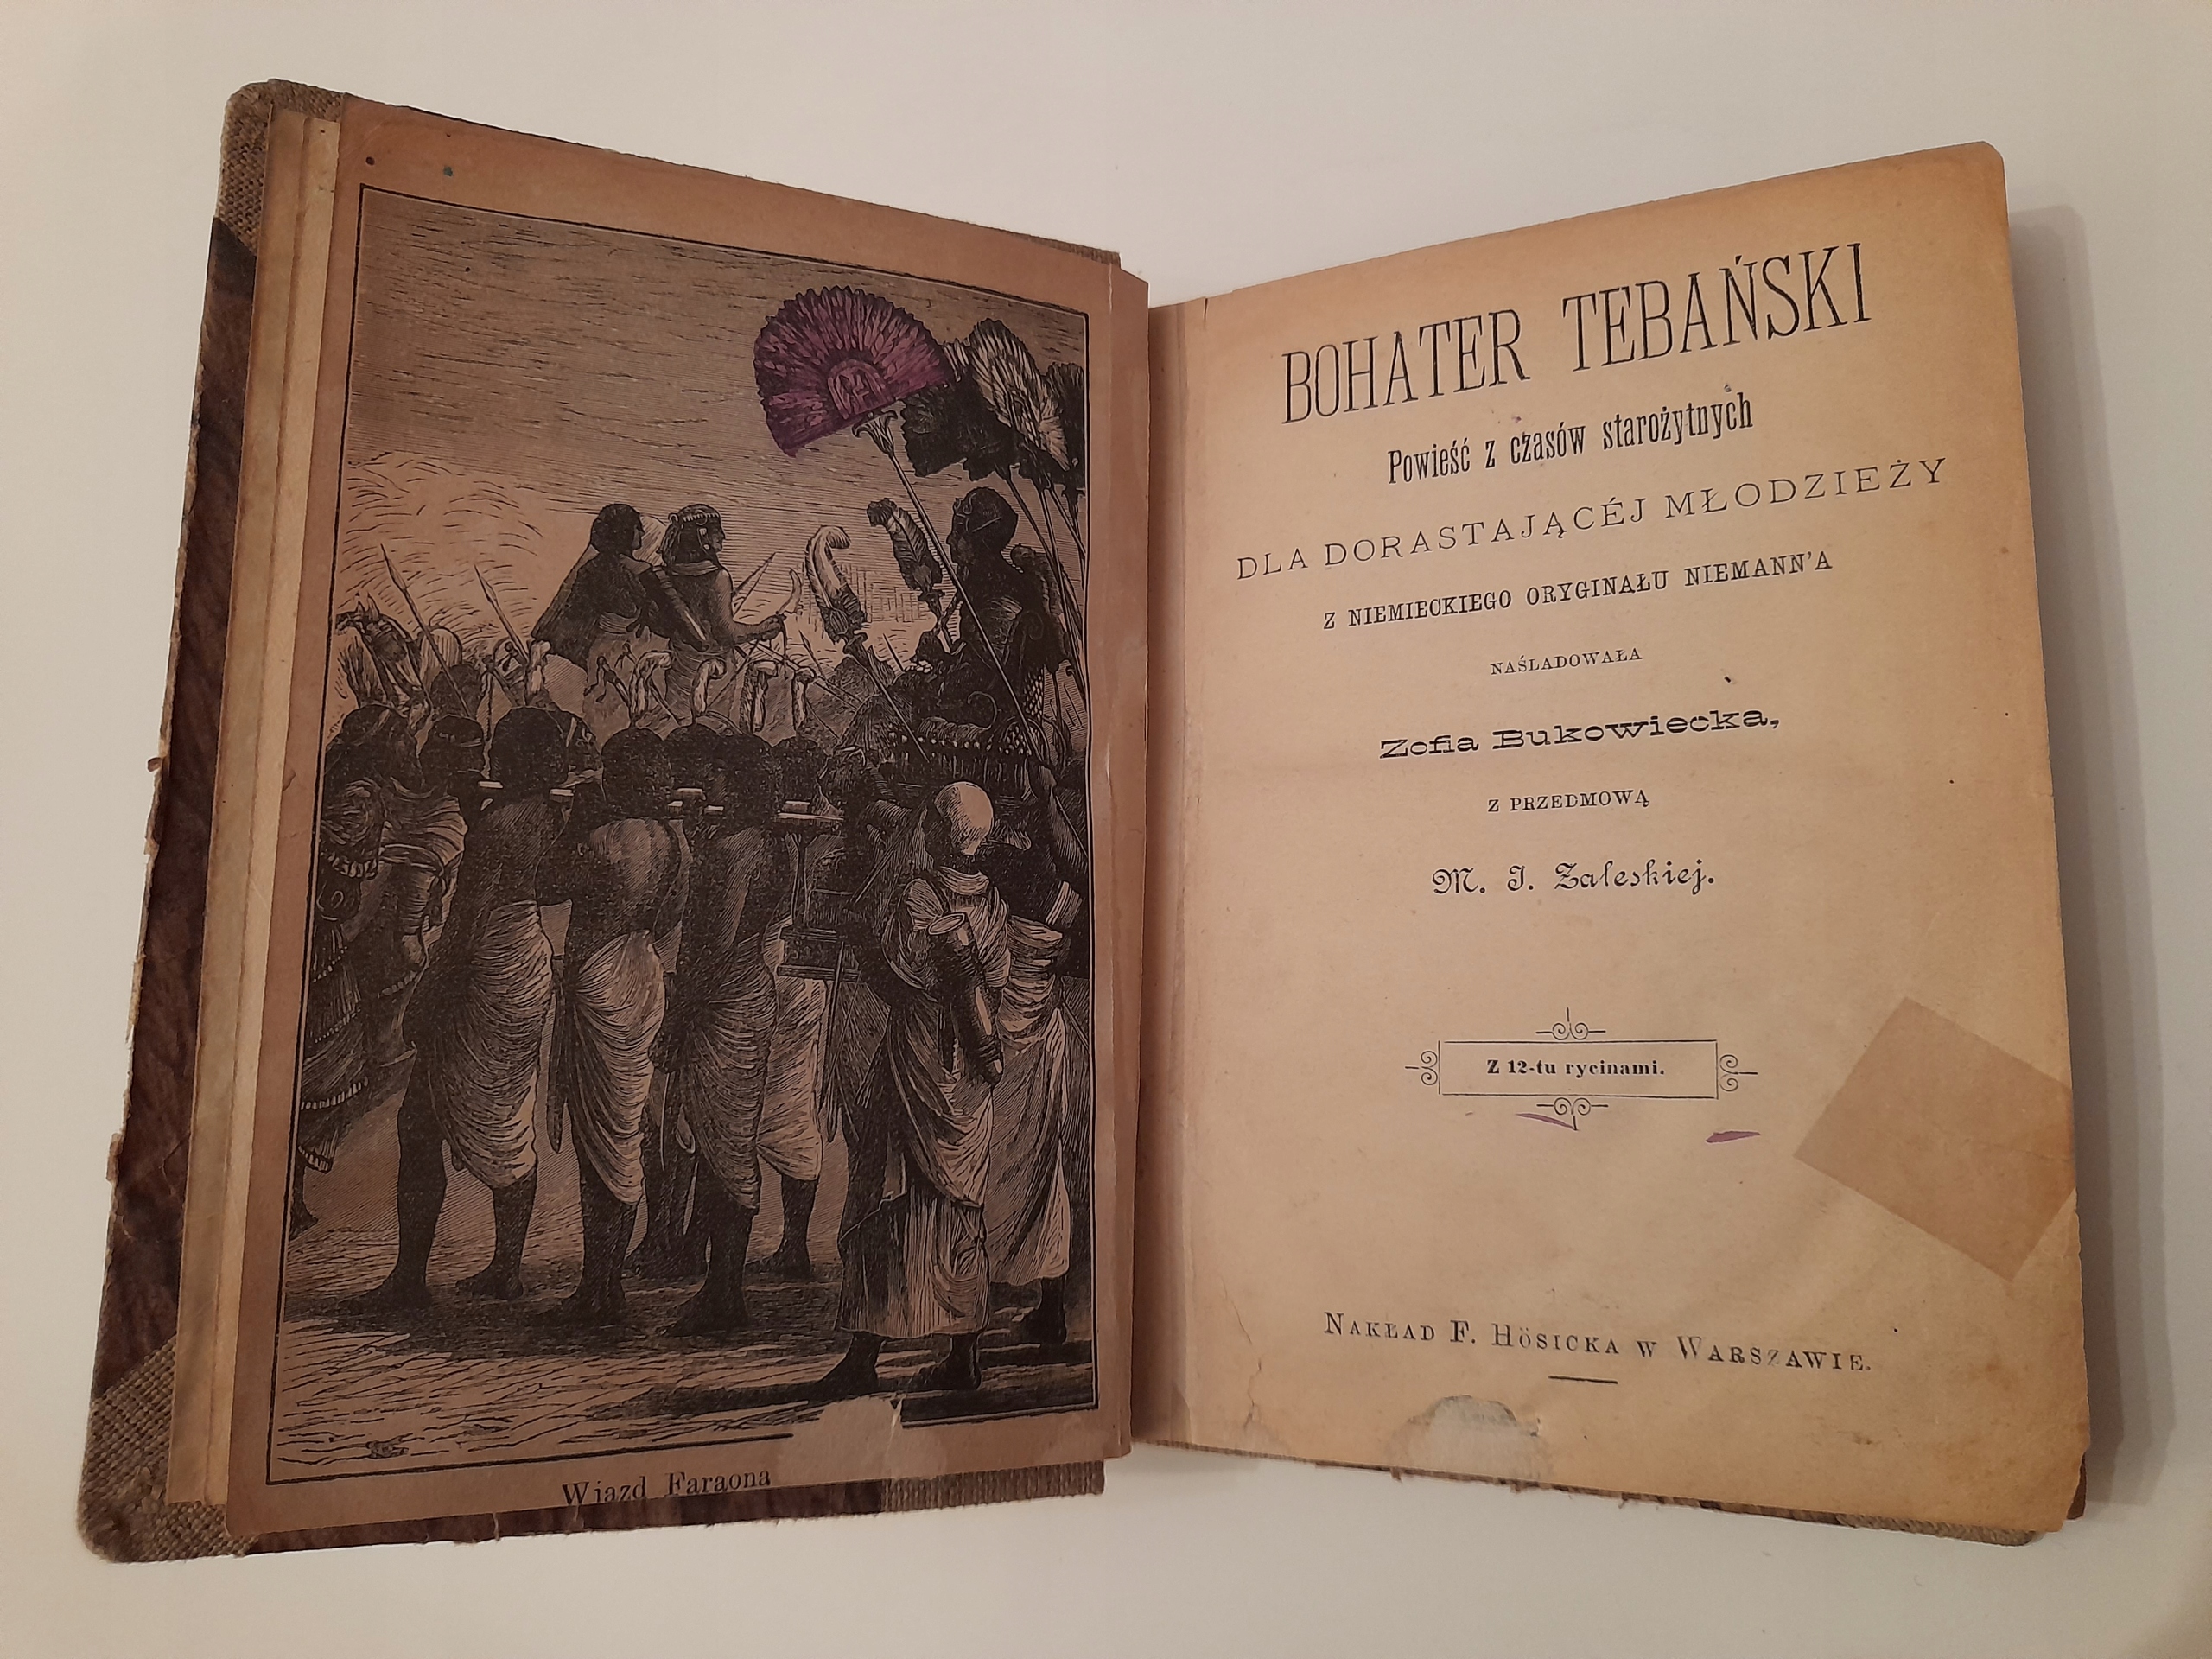 Wjazd Faraona
BOHATER TEBAŃSKI
Powieść z czasów starożytnych
DLA DORASTAJĄCÉJ MŁODZIEŻY
Z NIEMIECKIEGO ORYGINAŁU NIEMANN'A
NAŚLADOWAŁA
Zofia Bukowiecka,
Z PRZEDMOWĄ
M. J. Zaleskiej.
Z 12-tu rycinami.
NAKŁAD F. HÖSICKA W WARSZAWIE.